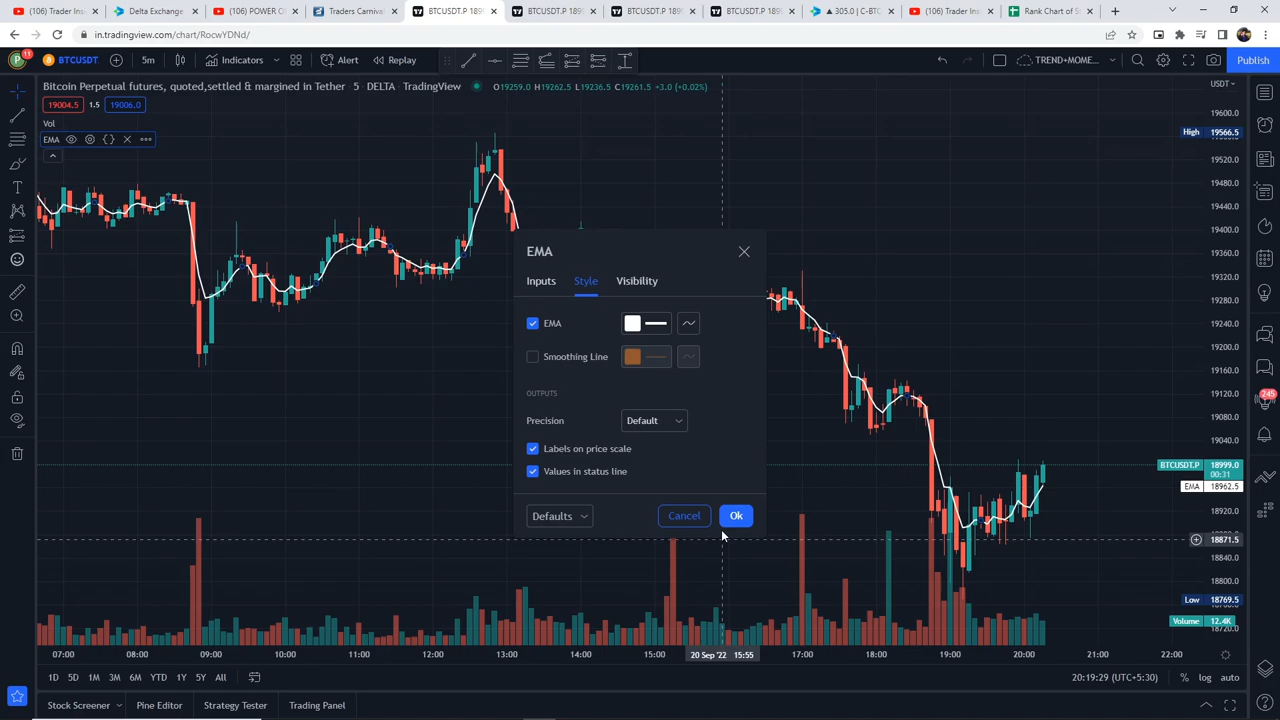 (106) Trader Ins
Delta Exchange
(106) POWER O
Traders Carnival
BTCUSDT.P 189
BTCUSDT.P 189
BTCUSDT.P 189
BTCUSDT.P 189
▲ 305.0 | C-BTC
(106) Trader Ins
Rank Chart of S
in.tradingview.com/chart/RocwYDNd/
11
BTCUSDT.
5m
Indicators
Alert
Replay
TREND+MOME...
Publish
Bitcoin Perpetual futures, quoted,settled & margined in Tether 5 DELTA TradingView
O19259.0 H19262.5 L19236.5 C19261.5 +3.0 (+0.02%)
USDT
19004.5 1.5 19006.0
Vol
EMA
19600.0
High 19566.5
19520.0
19480.0
19440.0
19400.0
19360.0
19320.0
19280.0
19240.0
19200.0
19160.0
19120.0
19080.0
19040.0
BTCUSDT.P 18999.0
00:31
EMA 18962.5
18920.0
18871.5
18840.0
18800.0
Low 18769.5
Volume 12.4K
18720.0
245
EMA
Inputs
Style
Visibility
EMA
Smoothing Line
OUTPUTS
Precision
Default
Labels on price scale
Values in status line
Defaults
Cancel
Ok
07:00
08:00
09:00
10:00
11:00
12:00
13:00
14:00
15:00
20 Sep '22 15:55
17:00
18:00
19:00
20:00
21:00
22:00
1D 5D 1M 3M 6M YTD 1Y 5Y All
20:19:29 (UTC+5:30)
% log auto
Stock Screener
Pine Editor
Strategy Tester
Trading Panel